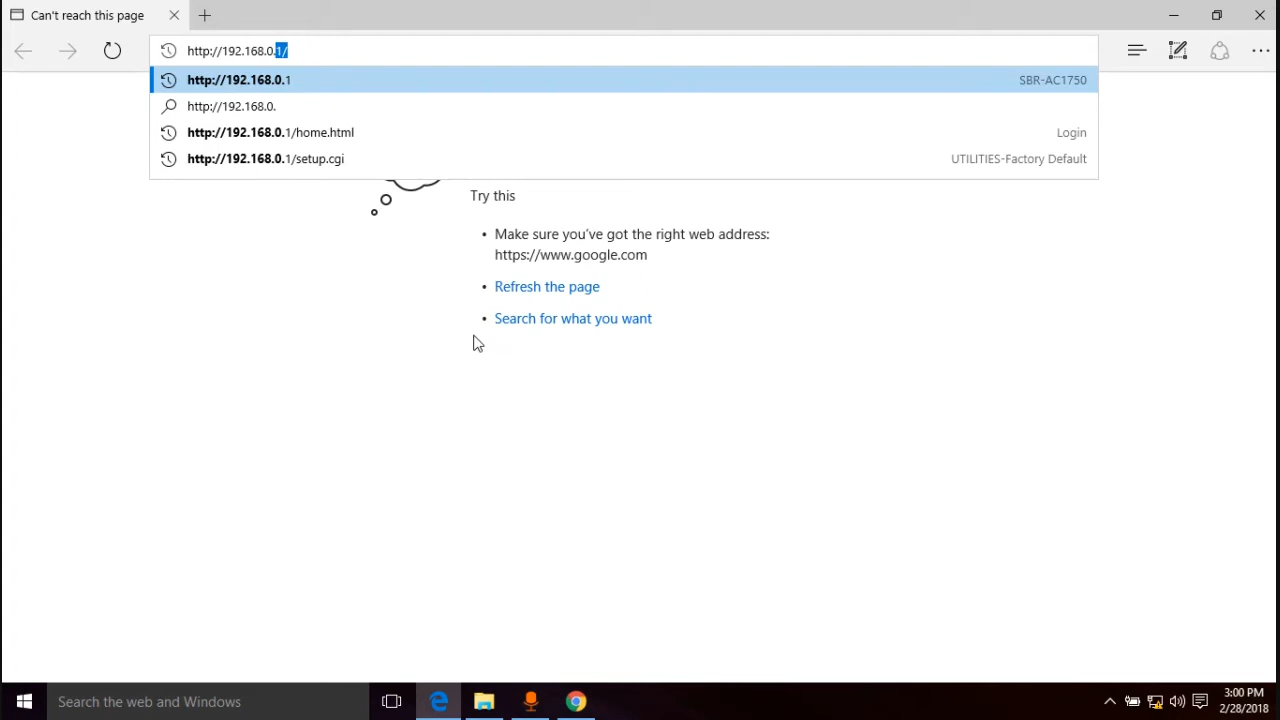 Can't reach this page
http://192.168.0.1/
http://192.168.0.1 SBR-AC1750
http://192.168.0.
http://192.168.0.1/home.html Login
http://192.168.0.1/setup.cgi UTILITIES-Factory Default
Try this
• Make sure you've got the right web address:
https://www.google.com
• Refresh the page
• Search for what you want
Search the web and Windows
3:00 PM
2/28/2018